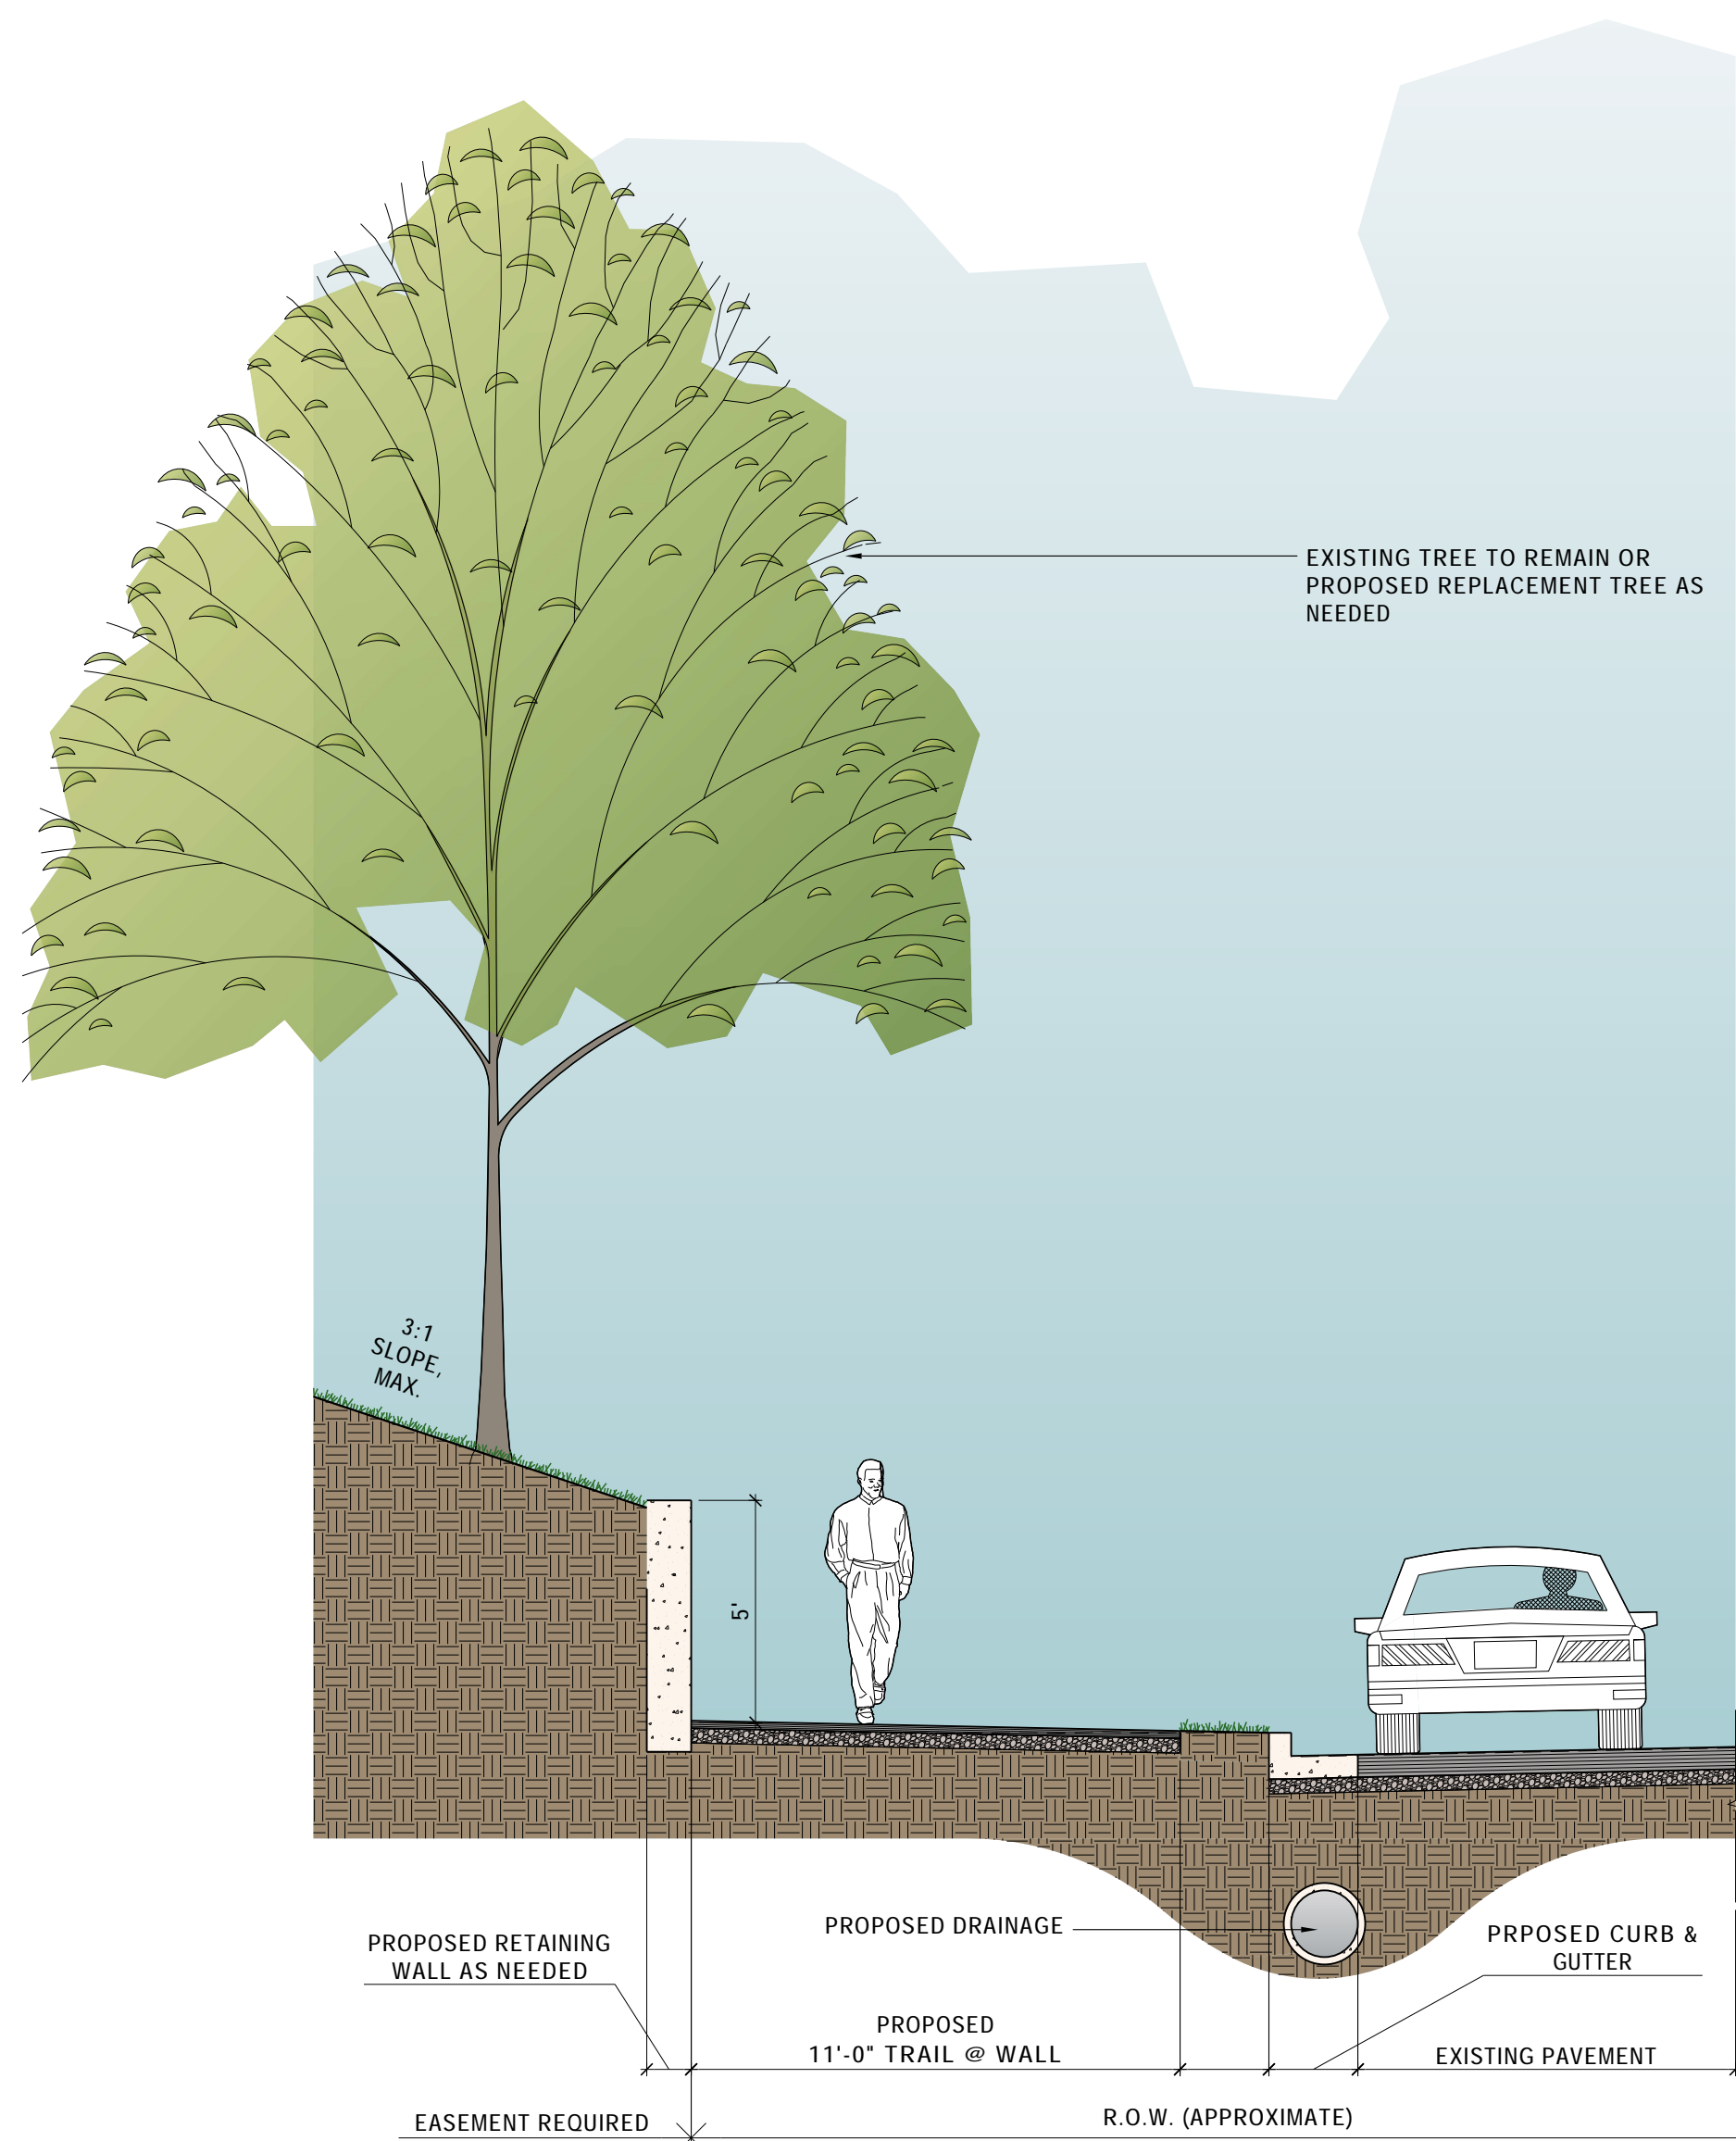 EXISTING TREE TO REMAIN OR
PROPOSED REPLACEMENT TREE AS
NEEDED
3:1
SLOPE,
MAX.
5'
PROPOSED DRAINAGE
PROPOSED RETAINING
WALL AS NEEDED
PRPOSED CURB &
GUTTER
PROPOSED
11'-0" TRAIL @ WALL
EXISTING PAVEMENT
EASEMENT REQUIRED
R.O.W. (APPROXIMATE)